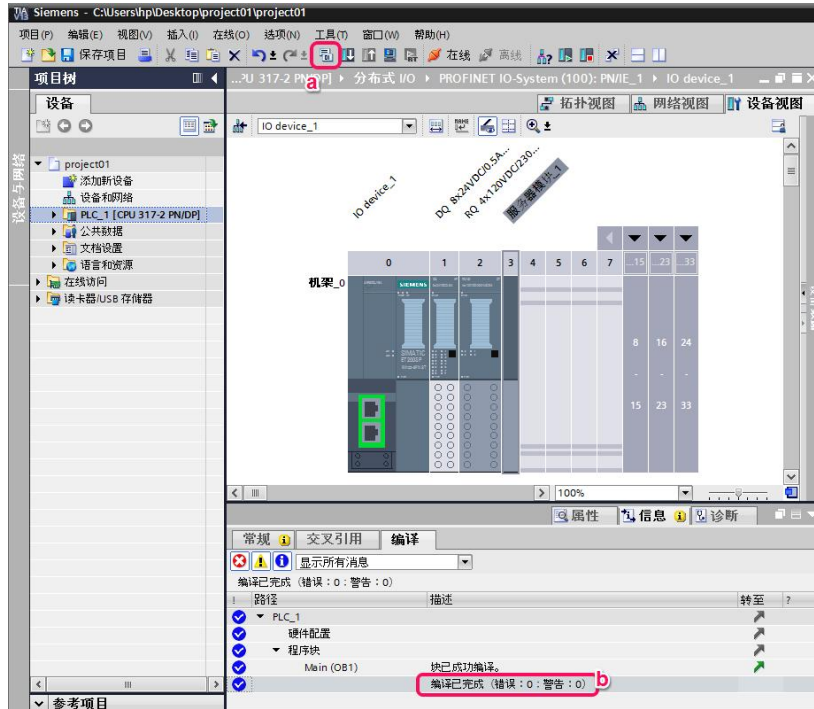 Siemens - C:\Users\hp\Desktop\project01\project01
项目(P) 编辑(E) 视图(V) 插入(I) 在线(O) 选项(N) 工具(T) 窗口(W) 帮助(H)
保存项目 在线 离线
a
项目树
...PU 317-2 PN/DP] 分布式 I/O PROFINET IO-System (100): PN/IE_1 IO device_1
设备
拓扑视图 网络视图 设备视图
IO device_1
设备与网络
project01
添加新设备
设备和网络
PLC_1 [CPU 317-2 PN/DP]
公共数据
文档设置
语言和资源
在线访问
读卡器/USB 存储器
IO device_1
DQ 8x24VDC/0.5A...
RQ 4x120VDC/230...
服务器模块_1
0 1 2 3 4 5 6 7 ...15 ...23 ...33
机架_0
SIEMENS
8 16 24
- - -
15 23 33
100%
属性 信息 诊断
常规 交叉引用 编译
显示所有消息
编译已完成（错误：0；警告：0）
! 路径 描述 转至 ?
PLC_1
硬件配置
程序块
Main (OB1) 块已成功编译。
编译已完成（错误：0；警告：0）
b
参考项目